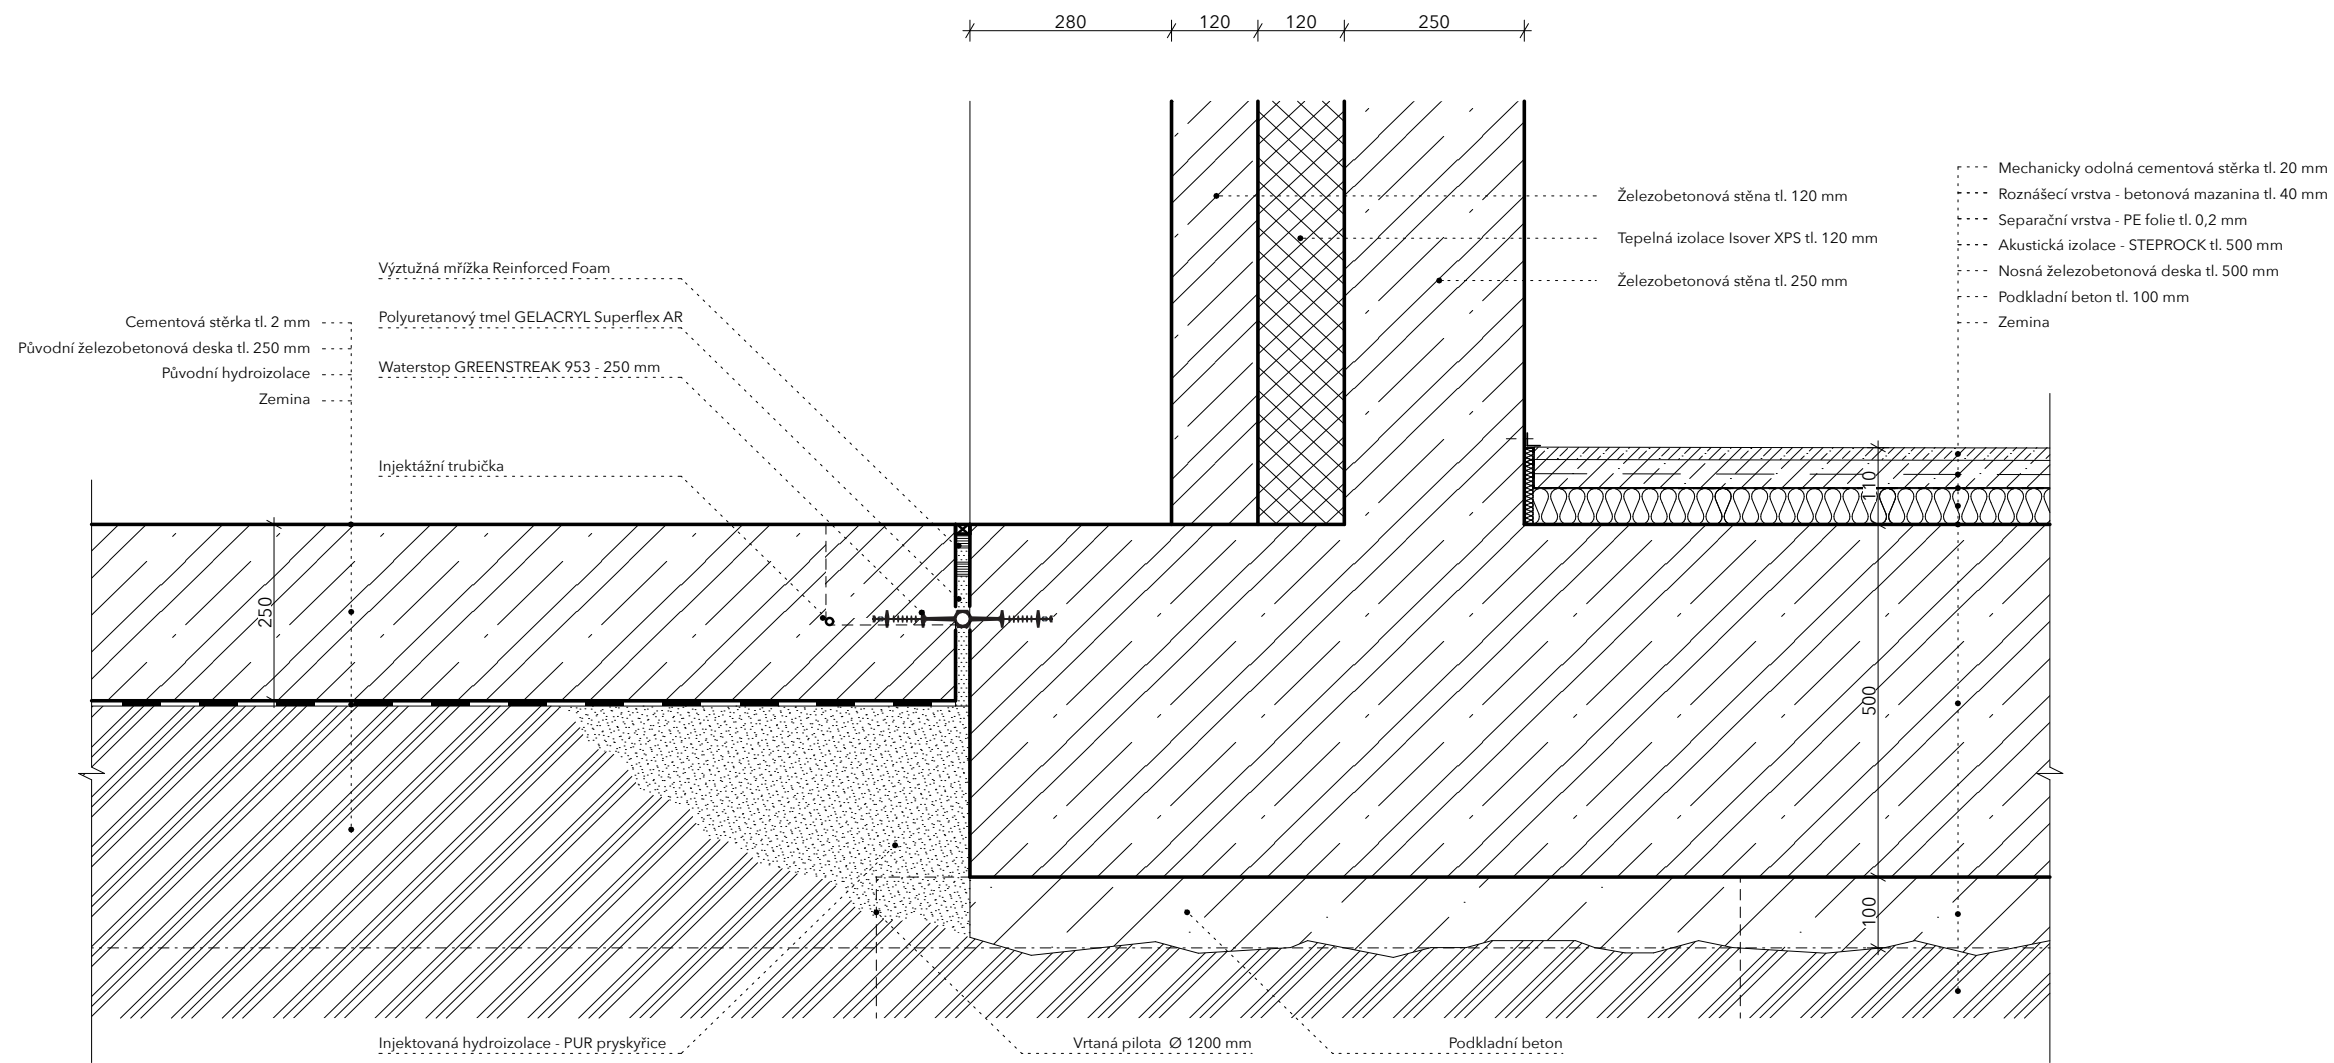 280
120
120
250
Mechanicky odolná cementová stěrka tl. 20 mm
Roznášecí vrstva - betonová mazanina tl. 40 mm
Separační vrstva - PE folie tl. 0,2 mm
Akustická izolace - STEPROCK tl. 500 mm
Nosná železobetonová deska tl. 500 mm
Podkladní beton tl. 100 mm
Zemina
Železobetonová stěna tl. 120 mm
Tepelná izolace Isover XPS tl. 120 mm
Železobetonová stěna tl. 250 mm
Výztužná mřížka Reinforced Foam
Polyuretanový tmel GELACRYL Superflex AR
Waterstop GREENSTREAK 953 - 250 mm
Injektážní trubička
Cementová stěrka tl. 2 mm
Původní železobetonová deska tl. 250 mm
Původní hydroizolace
Zemina
250
110
500
100
Injektovaná hydroizolace - PUR pryskyřice
Vrtaná pilota Ø 1200 mm
Podkladní beton